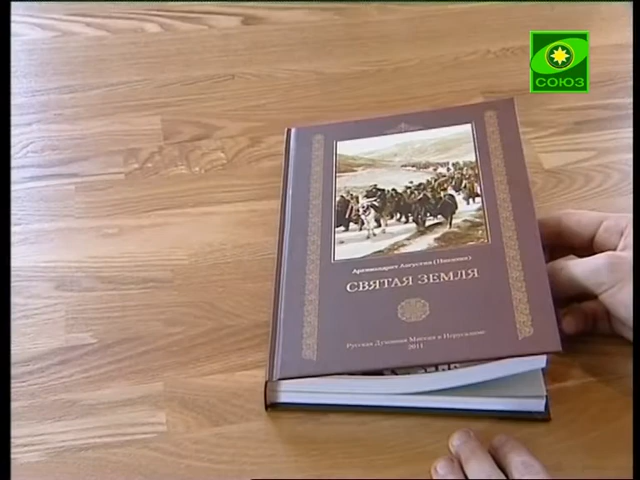 СОЮЗ
Архимандрит Августин (Никитин)
СВЯТАЯ ЗЕМЛЯ
Русская Духовная Миссия в Иерусалиме
2011